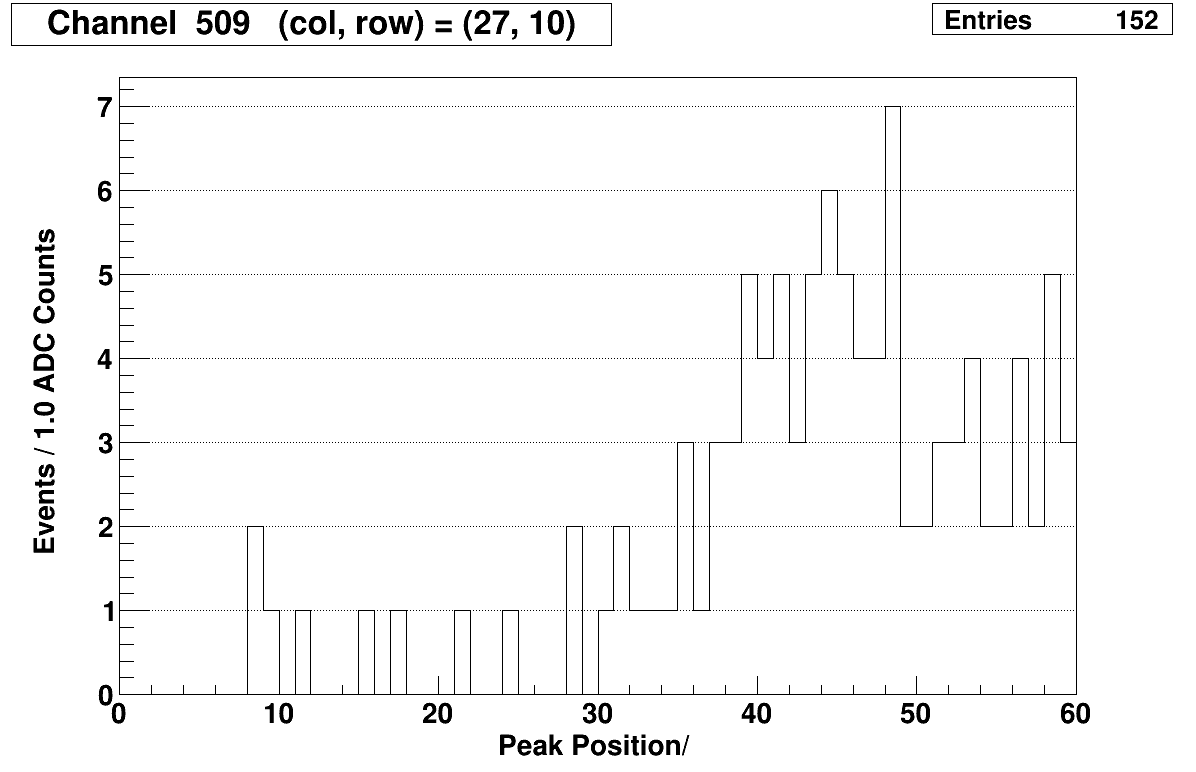 Channel 509 (col, row) = (27, 10)
Entries 152
7
6
5
4
3
2
1
0
Events / 1.0 ADC Counts
0 10 20 30 40 50 60
Peak Position/